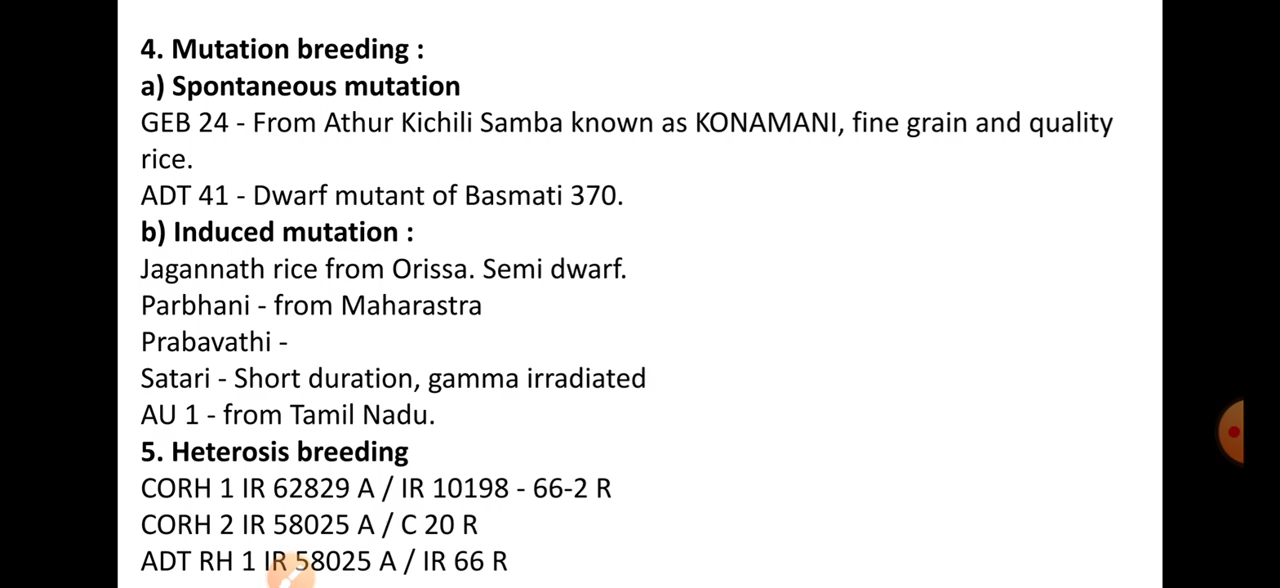 4. Mutation breeding :
a) Spontaneous mutation
GEB 24 - From Athur Kichili Samba known as KONAMANI, fine grain and quality
rice.
ADT 41 - Dwarf mutant of Basmati 370.
b) Induced mutation :
Jagannath rice from Orissa. Semi dwarf.
Parbhani - from Maharastra
Prabavathi -
Satari - Short duration, gamma irradiated
AU 1 - from Tamil Nadu.
5. Heterosis breeding
CORH 1 IR 62829 A / IR 10198 - 66-2 R
CORH 2 IR 58025 A / C 20 R
ADT RH 1 IR 58025 A / IR 66 R